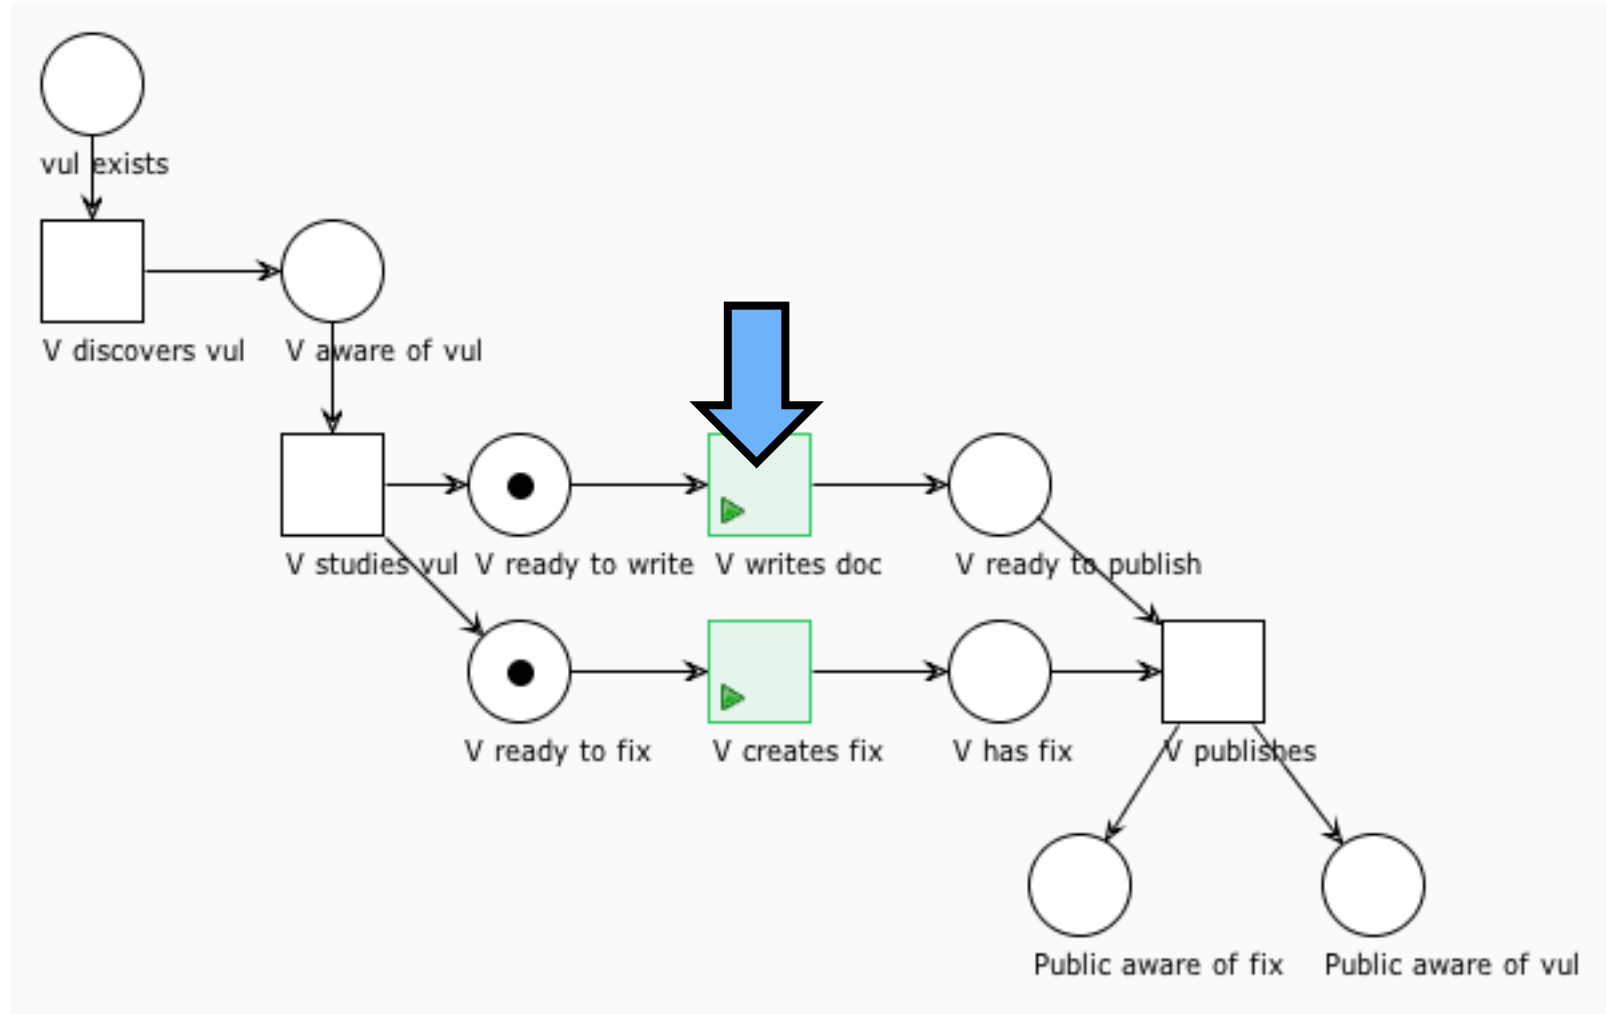 vul exists
V discovers vul
V aware of vul
V studies vul
V ready to write
V writes doc
V ready to publish
V ready to fix
V creates fix
V has fix
V publishes
Public aware of fix
Public aware of vul